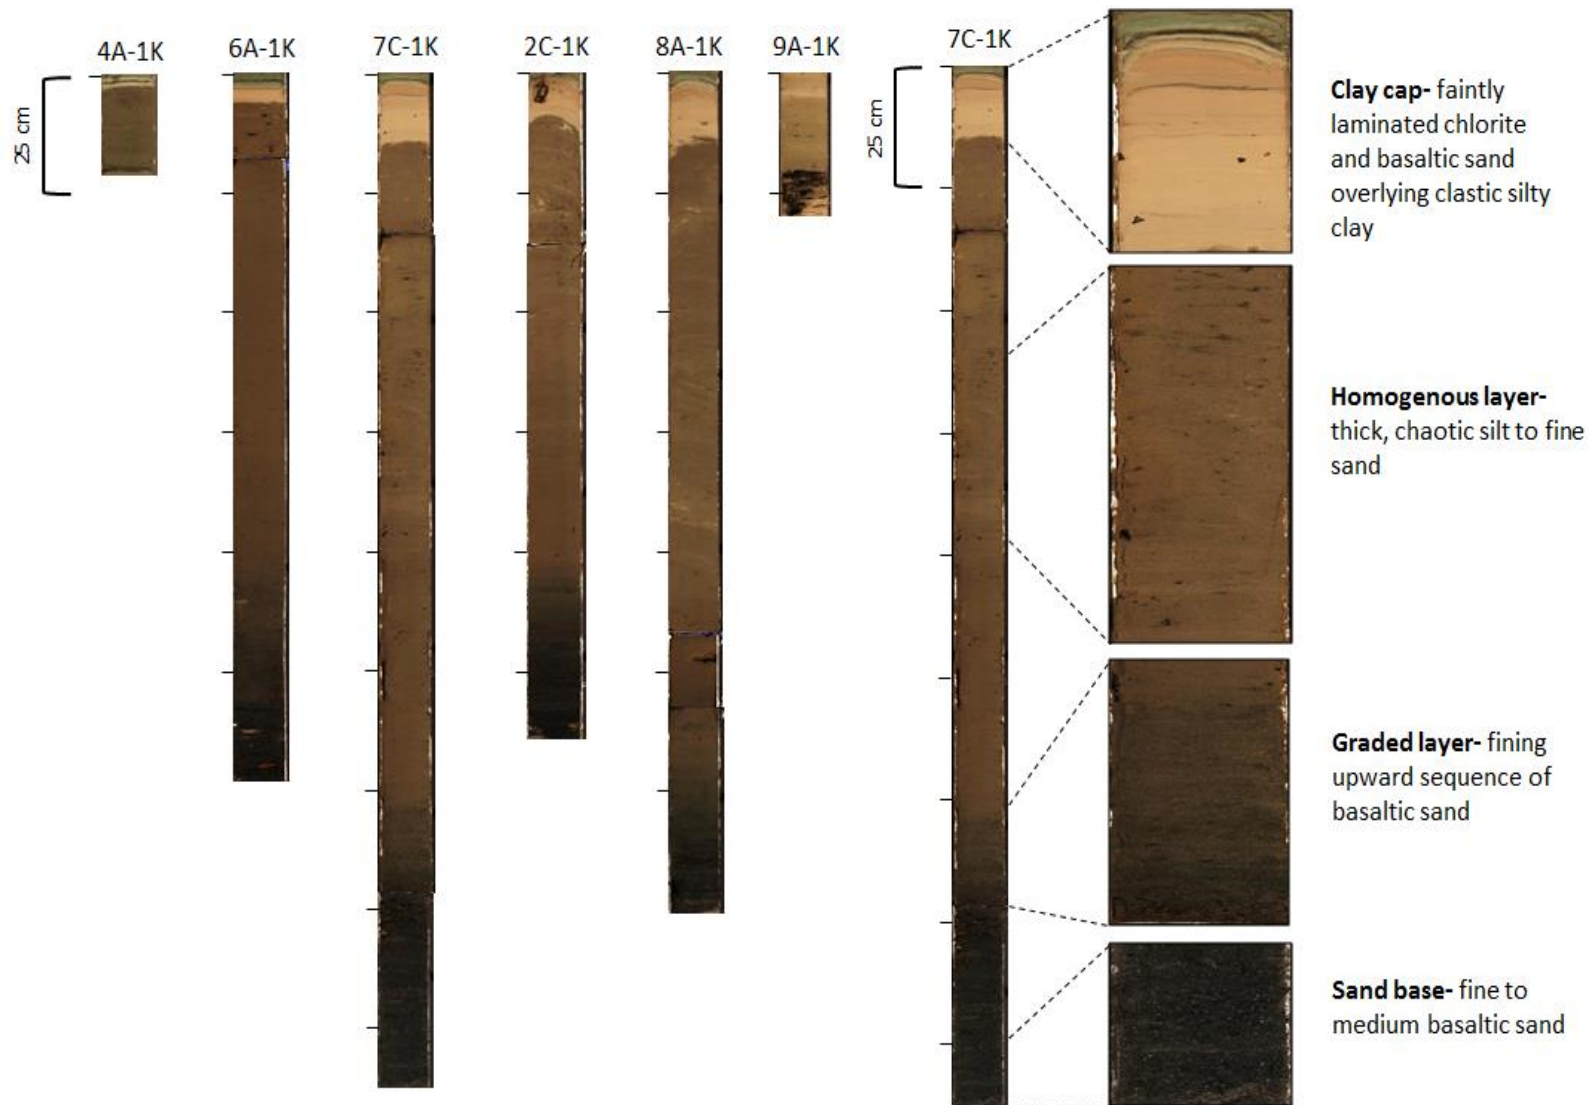 4A-1K
6A-1K
7C-1K
2C-1K
8A-1K
9A-1K
7C-1K
25 cm
25 cm
Clay cap- faintly
laminated chlorite
and basaltic sand
overlying clastic silty
clay
Homogenous layer-
thick, chaotic silt to fine
sand
Graded layer- fining
upward sequence of
basaltic sand
Sand base- fine to
medium basaltic sand